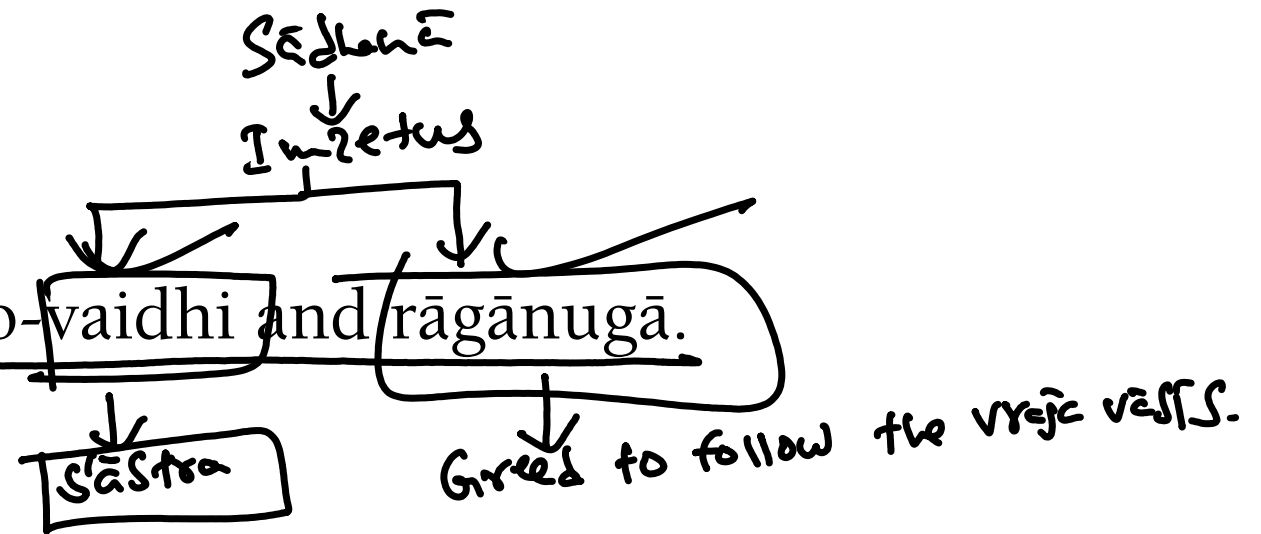 Sādhanā
Impetus
o-vaidhi and rāgānugā.
śāstra
Greed to follow the vraja vāsīs.